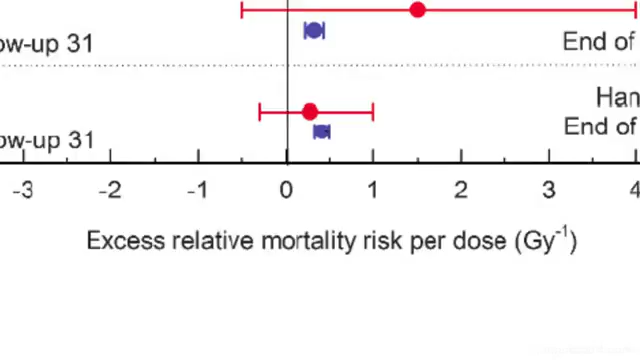 ow-up 31
End of
Han
ow-up 31
End of
-3 -2 -1 0 1 2 3 4
Excess relative mortality risk per dose (Gy⁻¹)